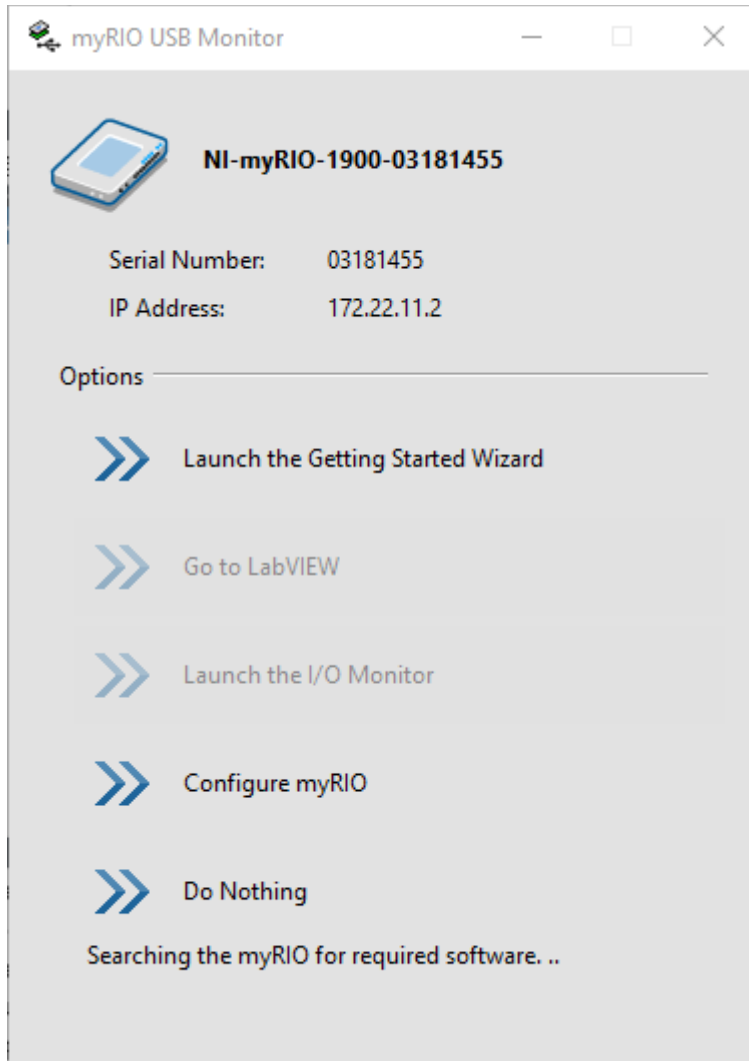 myRIO USB Monitor
NI-myRIO-1900-03181455
Serial Number: 03181455
IP Address: 172.22.11.2
Options
Launch the Getting Started Wizard
Go to LabVIEW
Launch the I/O Monitor
Configure myRIO
Do Nothing
Searching the myRIO for required software. ..